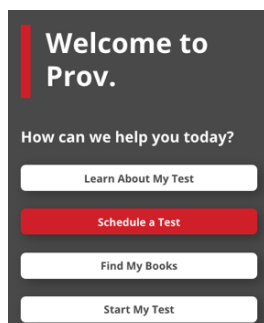 Welcome to
Prov.
How can we help you today?
Learn About My Test
Schedule a Test
Find My Books
Start My Test